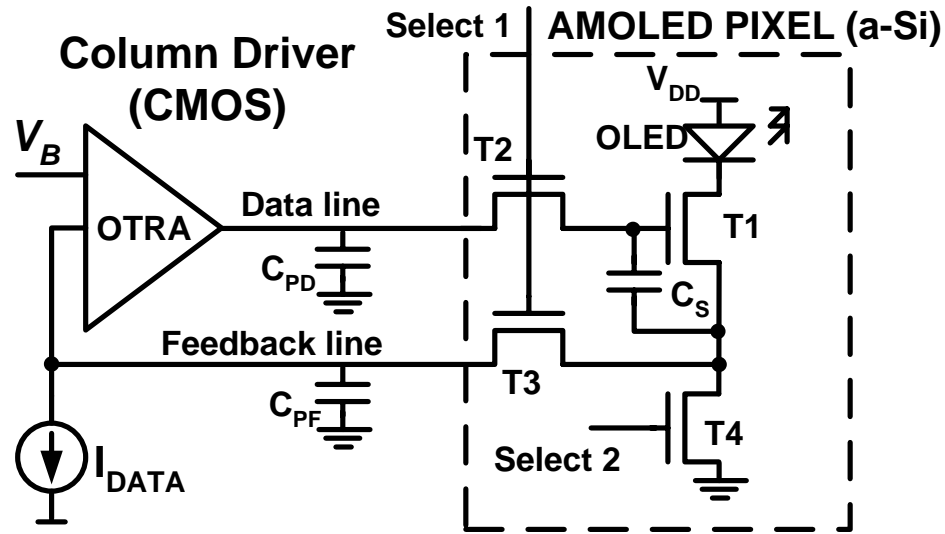 Select 1
AMOLED PIXEL (a-Si)
Column Driver
(CMOS)
V_DD
V_B
OLED
T2
OTRA
Data line
T1
C_PD
C_S
Feedback line
T3
C_PF
T4
Select 2
I_DATA